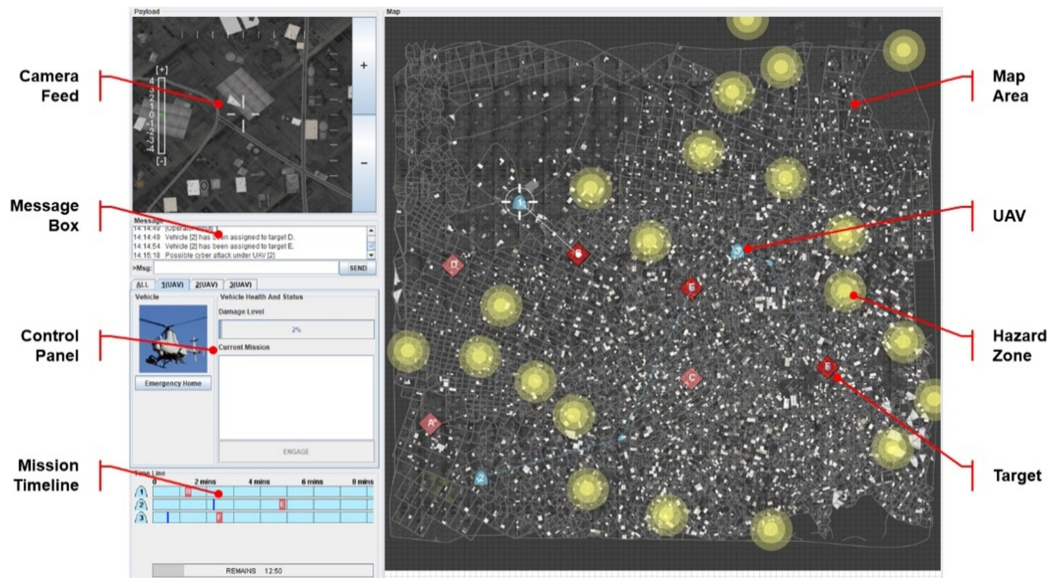 Payload
Map
Camera
Feed
[+]
[-]
+
−
Map
Area
Message
Box
Message
14:14:49 Vehicle [2] has been assigned to target D.
14:14:54 Vehicle [2] has been assigned to target E.
14:15:18 Possible cyber attack under UAV [2]
>Msg:
SEND
UAV
ALL
1(UAV)
2(UAV)
3(UAV)
Vehicle
Vehicle Health And Status
Damage Level
2%
Control
Panel
Current Mission
Emergency Home
ENGAGE
Hazard
Zone
Mission
Timeline
Time Line
0 2 mins 4 mins 6 mins 8 mins
1
2
3
REMAINS 12:50
Target
D
C
A
1
2